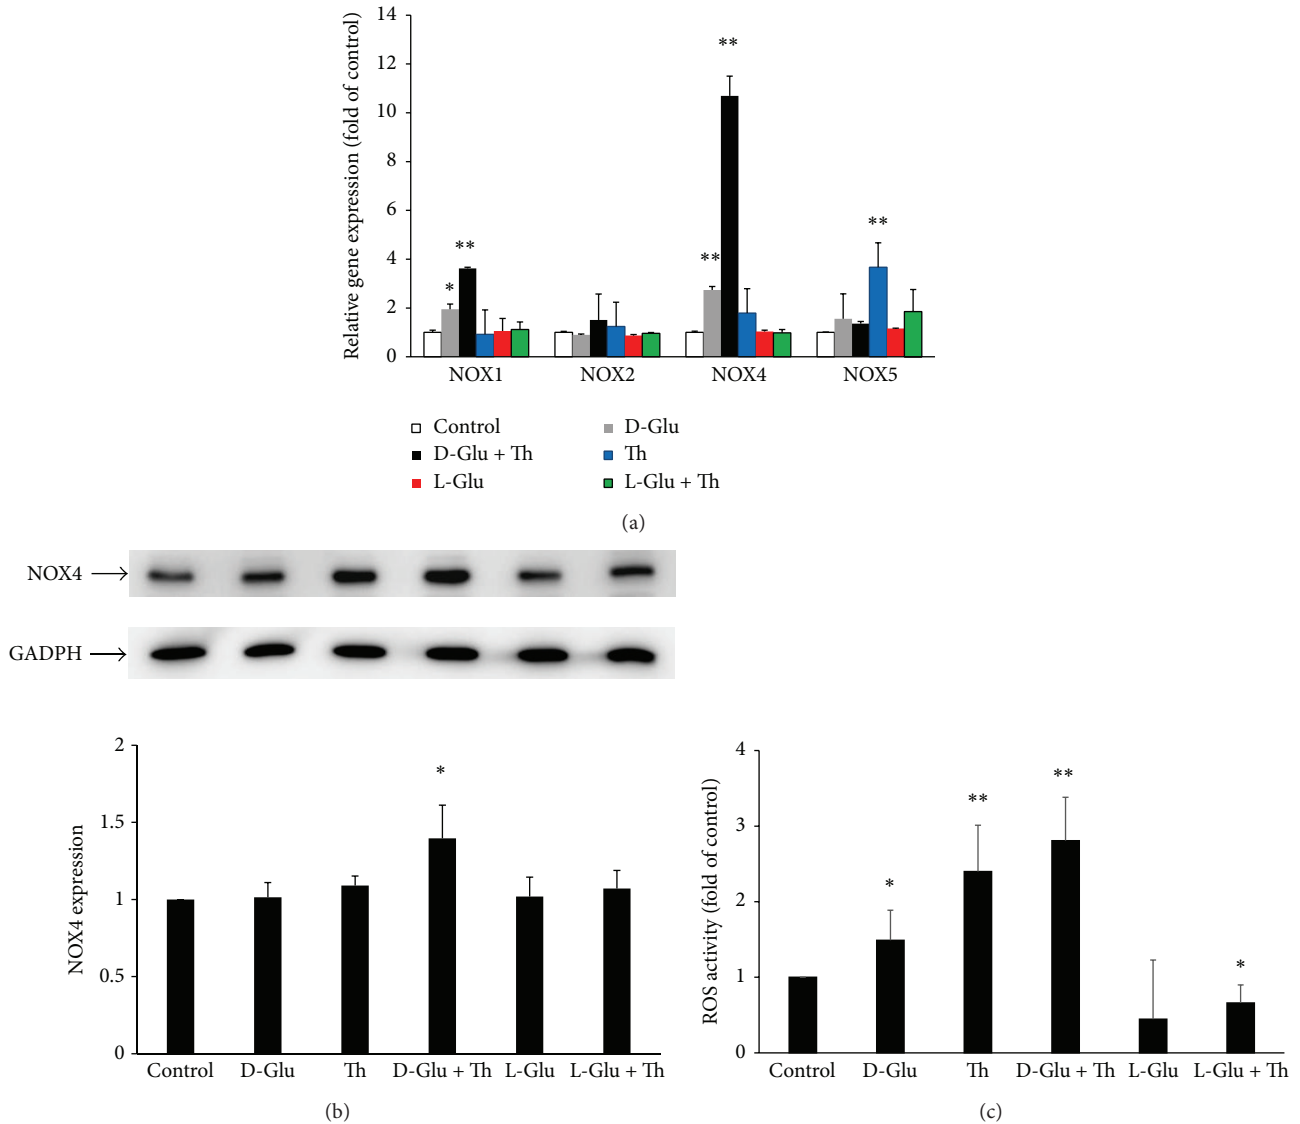 14
12
10
8
6
4
2
0
Relative gene expression (fold of control)
*
**
**
**
**
NOX1 NOX2 NOX4 NOX5
Control D-Glu
D-Glu + Th Th
L-Glu L-Glu + Th
(a)
NOX4
GADPH
2
1.5
1
0.5
0
NOX4 expression
*
Control D-Glu Th D-Glu + Th L-Glu L-Glu + Th
(b)
4
3
2
1
0
ROS activity (fold of control)
*
**
**
*
Control D-Glu Th D-Glu + Th L-Glu L-Glu + Th
(c)